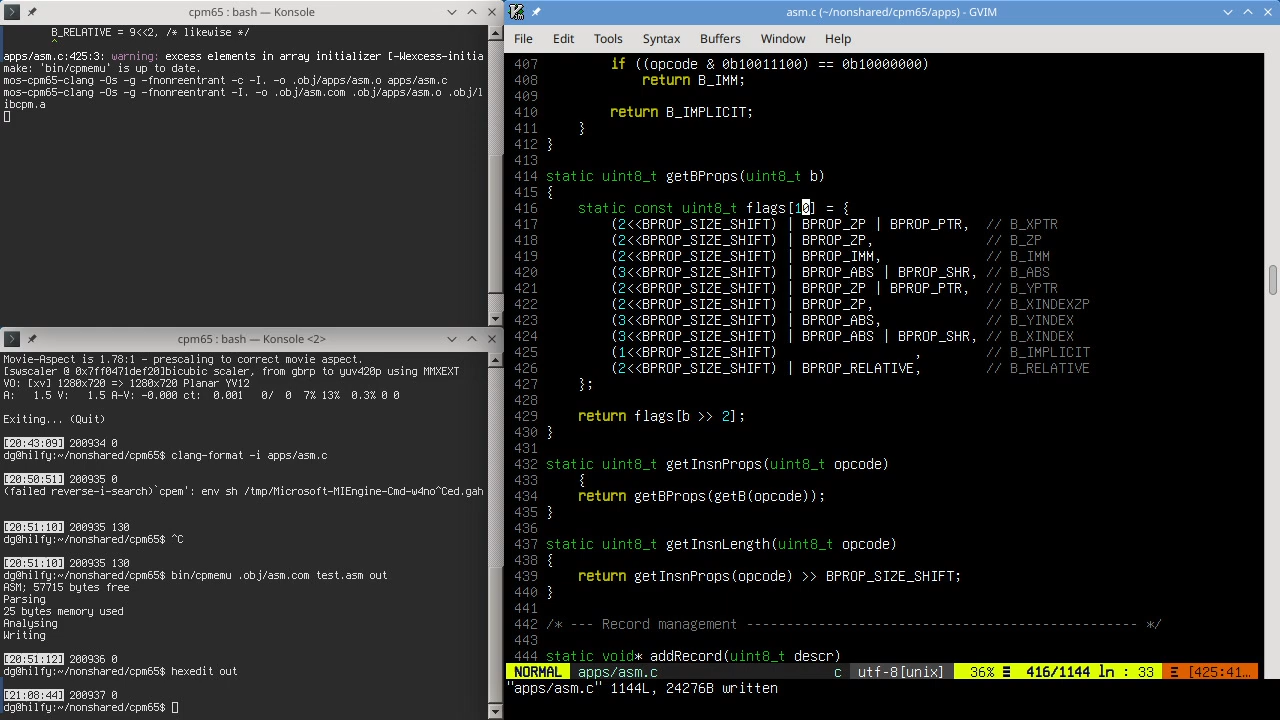 cpm65 : bash — Konsole
B_RELATIVE = 9<<2, /* likewise */
^
apps/asm.c:425:3: warning: excess elements in array initializer [-Wexcess-initia
make: 'bin/cpmemu' is up to date.
mos-cpm65-clang -Os -g -fnonreentrant -c -I. -o .obj/apps/asm.o apps/asm.c
mos-cpm65-clang -Os -g -fnonreentrant -I. -o .obj/asm.com .obj/apps/asm.o .obj/l
ibcpm.a
cpm65 : bash — Konsole <2>
Movie-Aspect is 1.78:1 - prescaling to correct movie aspect.
[swscaler @ 0x7ff0471def20]bicubic scaler, from gbrp to yuv420p using MMXEXT
VO: [xv] 1280x720 => 1280x720 Planar YV12
A:   1.5 V:   1.5 A-V: -0.000 ct:  0.001   0/  0  7% 13%  0.3% 0 0
Exiting... (Quit)
[20:43:09] 200934 0
dg@hilfy:~/nonshared/cpm65$ clang-format -i apps/asm.c
[20:50:51] 200935 0
(failed reverse-i-search)`cpem': env sh /tmp/Microsoft-MIEngine-Cmd-w4no^Ced.gah
[20:51:10] 200935 130
dg@hilfy:~/nonshared/cpm65$ ^C
[20:51:10] 200935 130
dg@hilfy:~/nonshared/cpm65$ bin/cpmemu .obj/asm.com test.asm out
ASM; 57715 bytes free
Parsing
25 bytes memory used
Analysing
Writing
[20:51:12] 200936 0
dg@hilfy:~/nonshared/cpm65$ hexedit out
[21:08:44] 200937 0
dg@hilfy:~/nonshared/cpm65$
asm.c (~/nonshared/cpm65/apps) - GVIM
File Edit Tools Syntax Buffers Window Help
407         if ((opcode & 0b10011100) == 0b10000000)
408             return B_IMM;
409
410         return B_IMPLICIT;
411     }
412 }
413
414 static uint8_t getBProps(uint8_t b)
415 {
416     static const uint8_t flags[10] = {
417         (2<<BPROP_SIZE_SHIFT) | BPROP_ZP | BPROP_PTR,  // B_XPTR
418         (2<<BPROP_SIZE_SHIFT) | BPROP_ZP,              // B_ZP
419         (2<<BPROP_SIZE_SHIFT) | BPROP_IMM,             // B_IMM
420         (3<<BPROP_SIZE_SHIFT) | BPROP_ABS | BPROP_SHR, // B_ABS
421         (2<<BPROP_SIZE_SHIFT) | BPROP_ZP | BPROP_PTR,  // B_YPTR
422         (2<<BPROP_SIZE_SHIFT) | BPROP_ZP,              // B_XINDEXZP
423         (3<<BPROP_SIZE_SHIFT) | BPROP_ABS,             // B_YINDEX
424         (3<<BPROP_SIZE_SHIFT) | BPROP_ABS | BPROP_SHR, // B_XINDEX
425         (1<<BPROP_SIZE_SHIFT)                 ,        // B_IMPLICIT
426         (2<<BPROP_SIZE_SHIFT) | BPROP_RELATIVE,        // B_RELATIVE
427     };
428
429     return flags[b >> 2];
430 }
431
432 static uint8_t getInsnProps(uint8_t opcode)
433     {
434     return getBProps(getB(opcode));
435 }
436
437 static uint8_t getInsnLength(uint8_t opcode)
438 {
439     return getInsnProps(opcode) >> BPROP_SIZE_SHIFT;
440 }
441
442 /* --- Record management ------------------------------------------------- */
443
444 static void* addRecord(uint8_t descr)
NORMAL apps/asm.c c utf-8[unix] 36% ☰ 416/1144 ln : 33 Ξ [425:41…
"apps/asm.c" 1144L, 24276B written